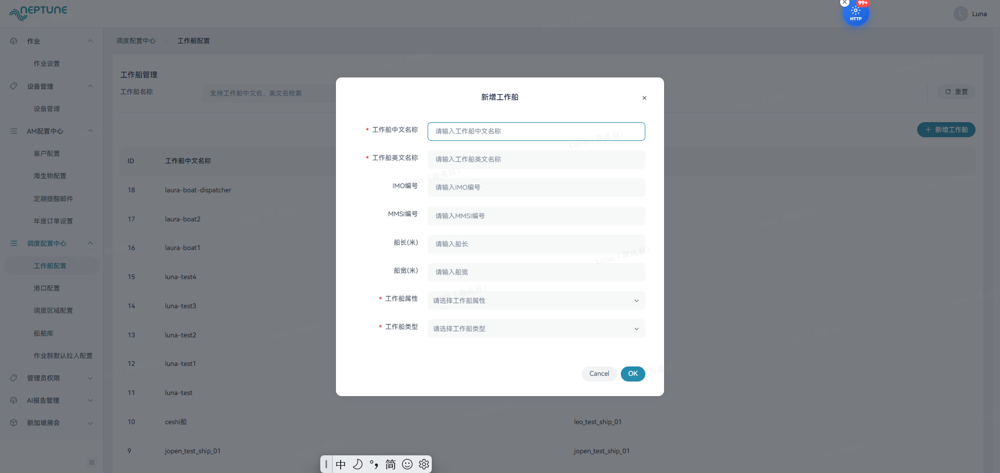 NEPTUNE
99+
HTTP
L
Luna
作业
作业设置
设备管理
设备管理
AM配置中心
客户配置
海生物配置
定期提醒邮件
年度订单设置
调度配置中心
工作船配置
港口配置
调度区域配置
船舶库
作业群默认拉人配置
管理员权限
AI报告管理
新加坡展会
调度配置中心 / 工作船配置
工作船管理
工作船名称
支持工作船中文名、英文名检索
重置
新增工作船
ID 工作船中文名称
18 laura-boat-dispatcher
17 laura-boat2
16 laura-boat1
15 luna-test4
14 luna-test3
13 luna-test2
12 luna-test1
11 luna-test
10 ceshi船 leo_test_ship_01
9 jopen_test_ship_01 jopen_test_ship_01
新增工作船
* 工作船中文名称 请输入工作船中文名称
* 工作船英文名称 请输入工作船英文名称
IMO编号 请输入IMO编号
MMSI编号 请输入MMSI编号
船长(米) 请输入船长
船宽(米) 请输入船宽
* 工作船属性 请选择工作船属性
* 工作船类型 请选择工作船类型
Cancel OK
中 °, 简